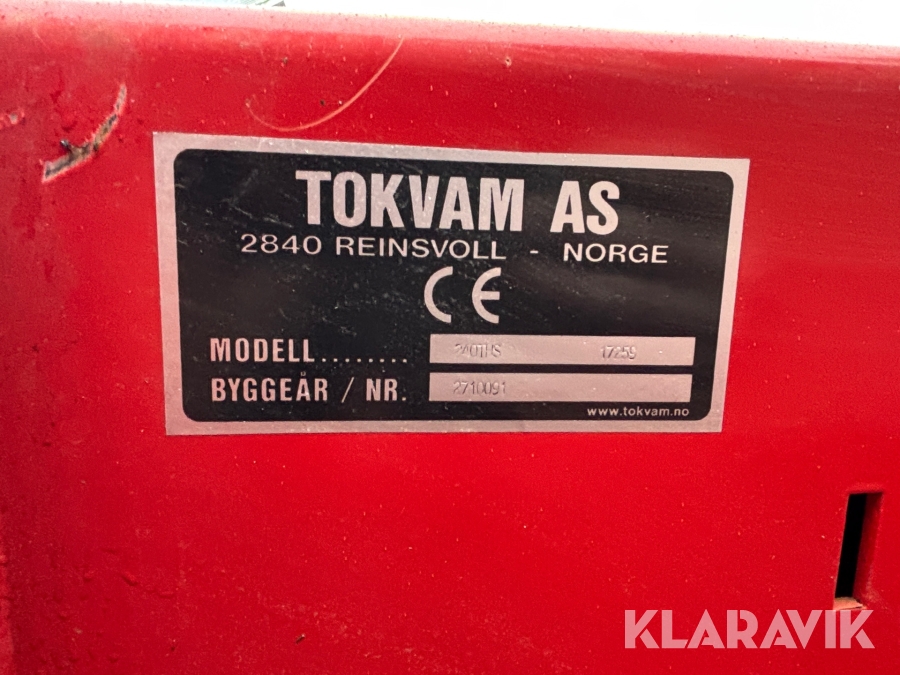 TOKVAM AS
2840 REINSVOLL - NORGE
CE
MODELL........ 240THS 17259
BYGGEÅR / NR. 2710091
www.tokvam.no
KLARAVIK